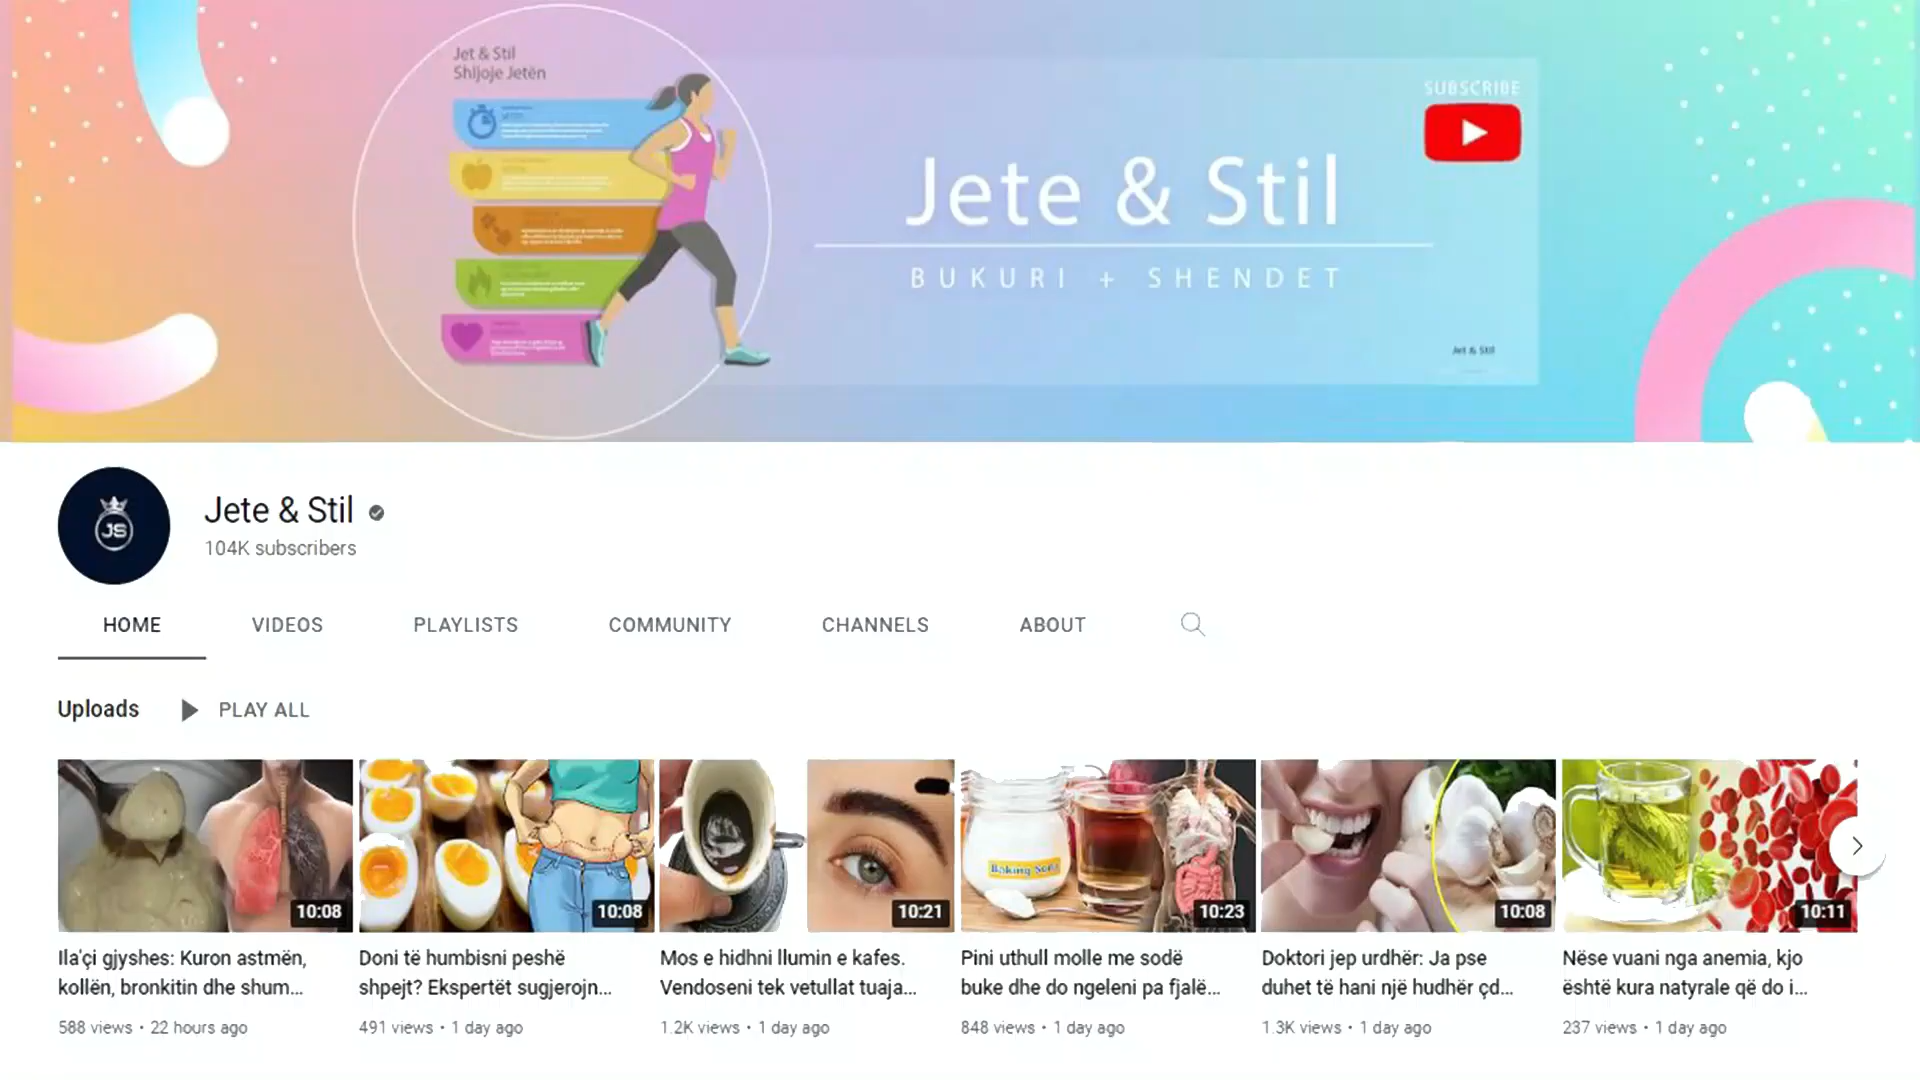 Jet & Stil
Shijoje Jetën
SUBSCRIBE
Jete & Stil
BUKURI + SHENDET
Jet & Stil
JS
Jete & Stil
104K subscribers
HOME VIDEOS PLAYLISTS COMMUNITY CHANNELS ABOUT
Uploads PLAY ALL
Baking Soda
10:08 10:08 10:21 10:23 10:08 10:11
Ila'çi gjyshes: Kuron astmën,
kollën, bronkitin dhe shum...
588 views • 22 hours ago
Doni të humbisni peshë
shpejt? Ekspertët sugjerojn...
491 views • 1 day ago
Mos e hidhni llumin e kafes.
Vendoseni tek vetullat tuaja...
1.2K views • 1 day ago
Pini uthull molle me sodë
buke dhe do ngeleni pa fjalë...
848 views • 1 day ago
Doktori jep urdhër: Ja pse
duhet të hani një hudhër çd...
1.3K views • 1 day ago
Nëse vuani nga anemia, kjo
është kura natyrale që do i...
237 views • 1 day ago